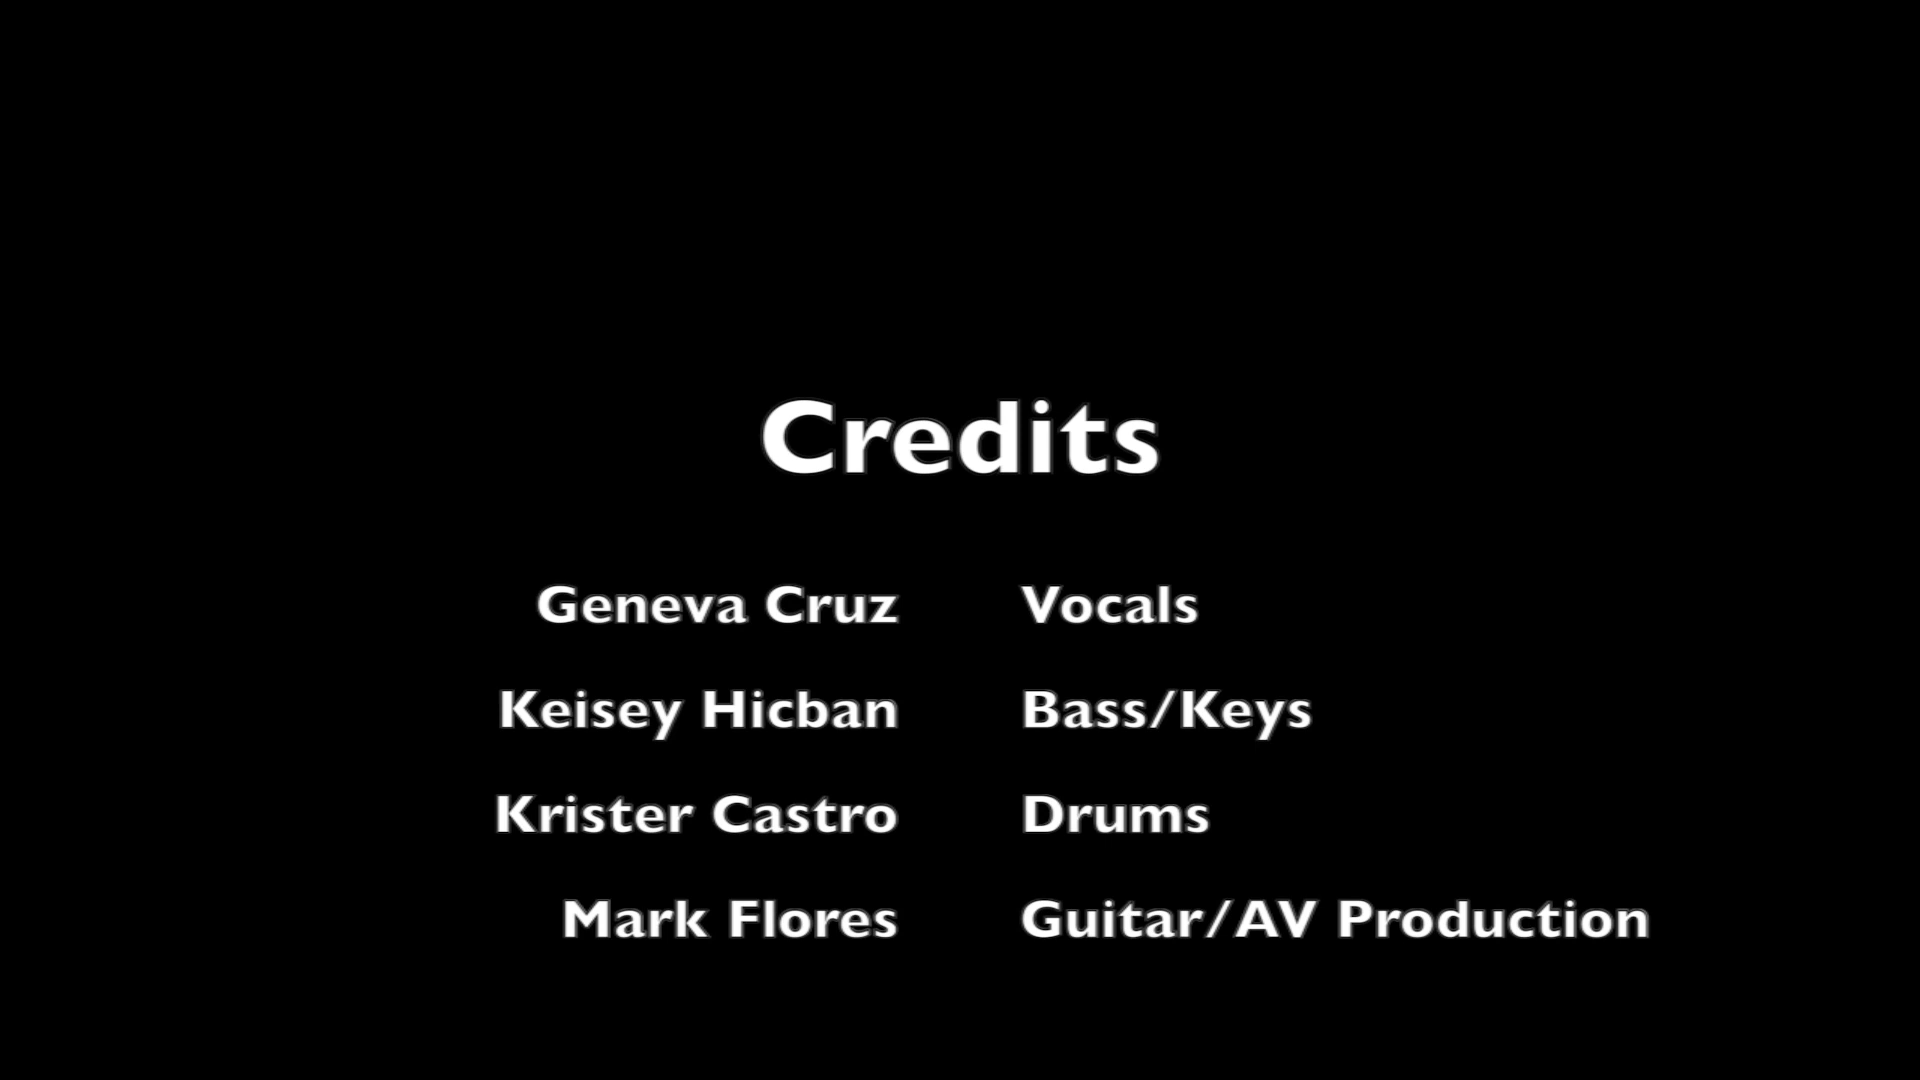 Credits
Geneva Cruz Vocals
Keisey Hicban Bass/Keys
Krister Castro Drums
Mark Flores Guitar/AV Production